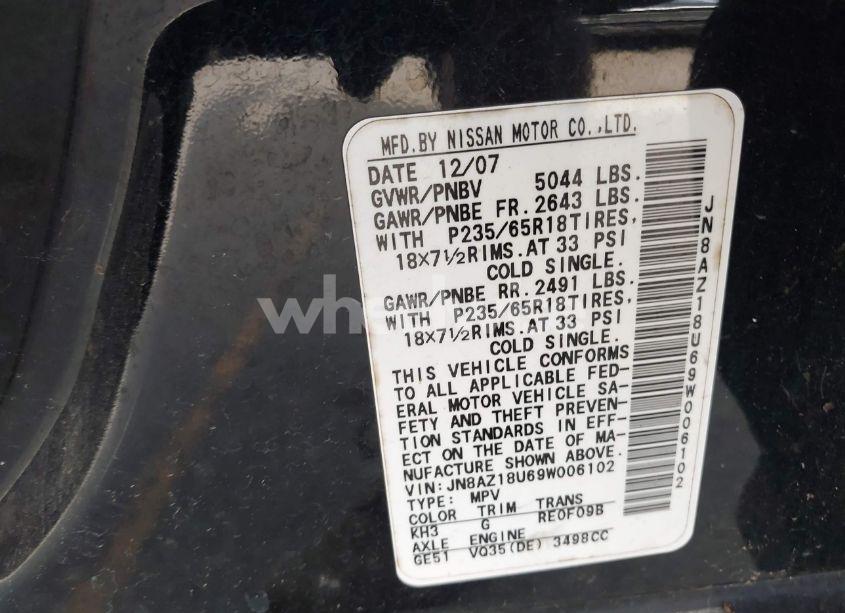 MFD.BY NISSAN MOTOR CO.,LTD.
DATE 12/07
GVWR/PNBV 5044 LBS.
GAWR/PNBE FR. 2643 LBS.
WITH P235/65R18TIRES,
18X7½RIMS.AT 33 PSI
COLD SINGLE.
GAWR/PNBE RR. 2491 LBS.
WITH P235/65R18TIRES,
18X7½RIMS.AT 33 PSI
COLD SINGLE.
THIS VEHICLE CONFORMS
TO ALL APPLICABLE FED-
ERAL MOTOR VEHICLE SA-
FETY AND THEFT PREVEN-
TION STANDARDS IN EFF-
ECT ON THE DATE OF MA-
NUFACTURE SHOWN ABOVE.
VIN:JN8AZ18U69W006102
TYPE: MPV
COLOR TRIM TRANS
KH3 G RE0F09B
AXLE ENGINE
GE51 VQ35(DE) 3498CC
JN8AZ18U69W006102